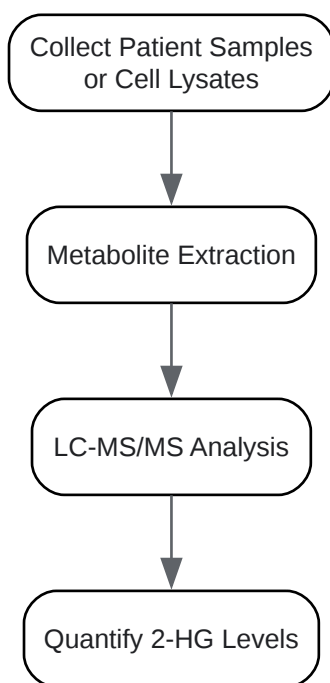 Collect Patient Samples
or Cell Lysates
Metabolite Extraction
LC-MS/MS Analysis
Quantify 2-HG Levels